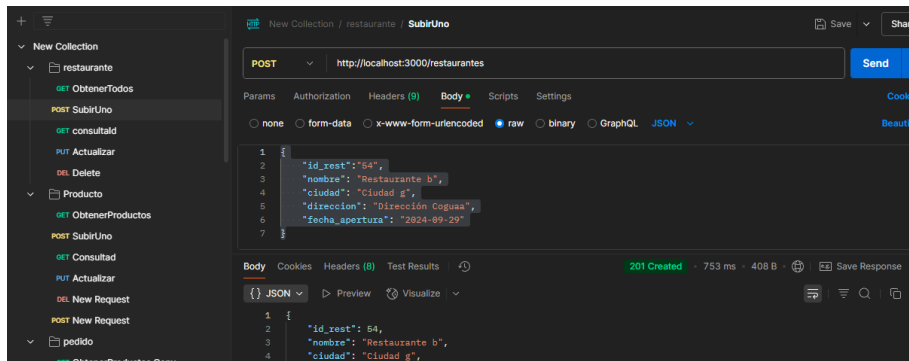 New Collection / restaurante / SubirUno
Save
New Collection
restaurante
GET ObtenerTodos
POST SubirUno
GET consultaId
PUT Actualizar
DEL Delete
Producto
GET ObtenerProductos
POST SubirUno
GET Consultad
PUT Actualizar
DEL New Request
POST New Request
pedido
POST http://localhost:3000/restaurantes
Send
Params Authorization Headers (9) Body Scripts Settings
none form-data x-www-form-urlencoded raw binary GraphQL JSON
1 {
2 "id_rest":"54",
3 "nombre": "Restaurante b",
4 "ciudad": "Ciudad g",
5 "direccion": "Dirección Coguaa",
6 "fecha_apertura": "2024-09-29"
7 }
Body Cookies Headers (8) Test Results 201 Created 753 ms 408 B Save Response
{} JSON Preview Visualize
1 {
2 "id_rest": 54,
3 "nombre": "Restaurante b",
4 "ciudad": "Ciudad g",